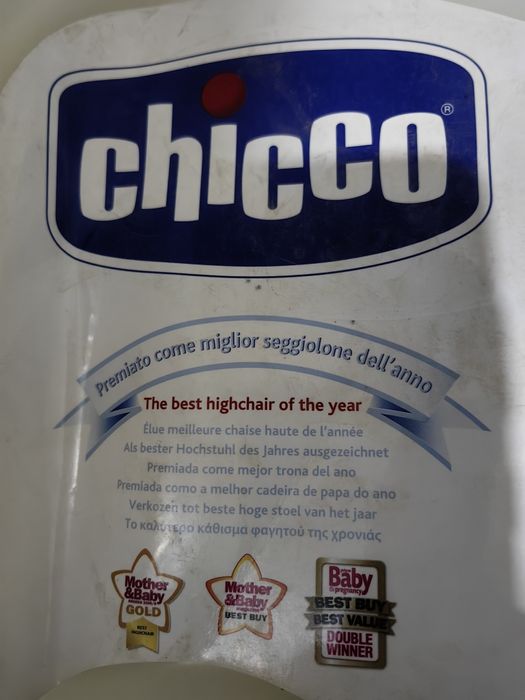 chicco®
Premiato come miglior seggiolone dell'anno
The best highchair of the year
Élue meilleure chaise haute de l'année
Als bester Hochstuhl des Jahres ausgezeichnet
Premiada come mejor trona del ano
Premiada como a melhor cadeira de papa do ano
Verkozen tot beste hoge stoel van het jaar
Το καλύτερο κάθισμα φαγητού της χρονιάς
Mother
&Baby
GOLD
BEST
HIGHCHAIR
Mother
&Baby
BEST BUY
Baby
& pregnancy
BEST BUY
BEST VALUE
DOUBLE
WINNER